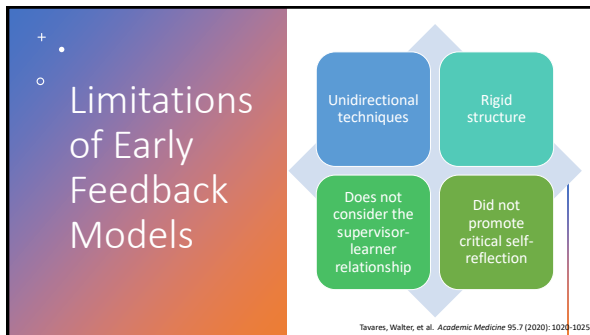 Limitations
of Early
Feedback
Models
Unidirectional
techniques
Rigid
structure
Does not
consider the
supervisor-
learner
relationship
Did not
promote
critical self-
reflection
Tavares, Walter, et al. Academic Medicine 95.7 (2020): 1020-1025